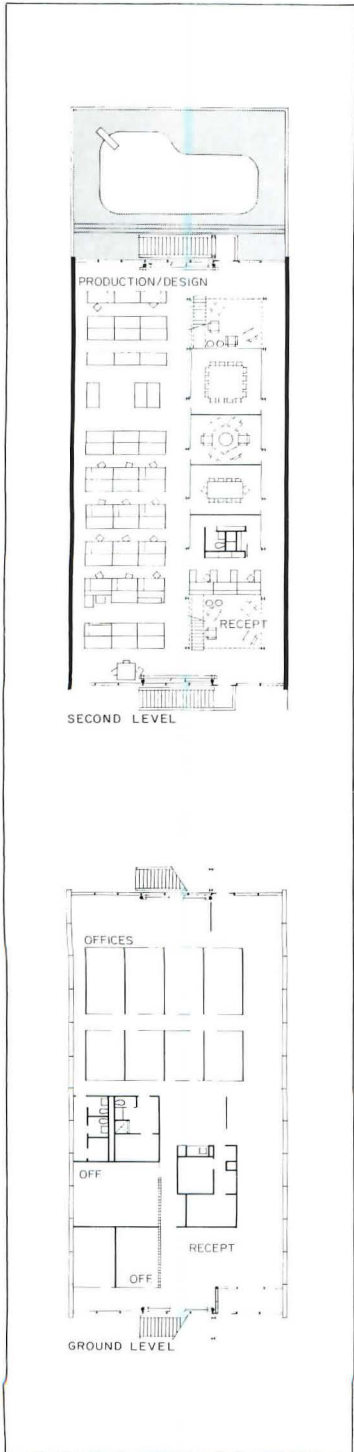 PRODUCTION/DESIGN
RECEPT
SECOND LEVEL
OFFICES
OFF
RECEPT
OFF
GROUND LEVEL